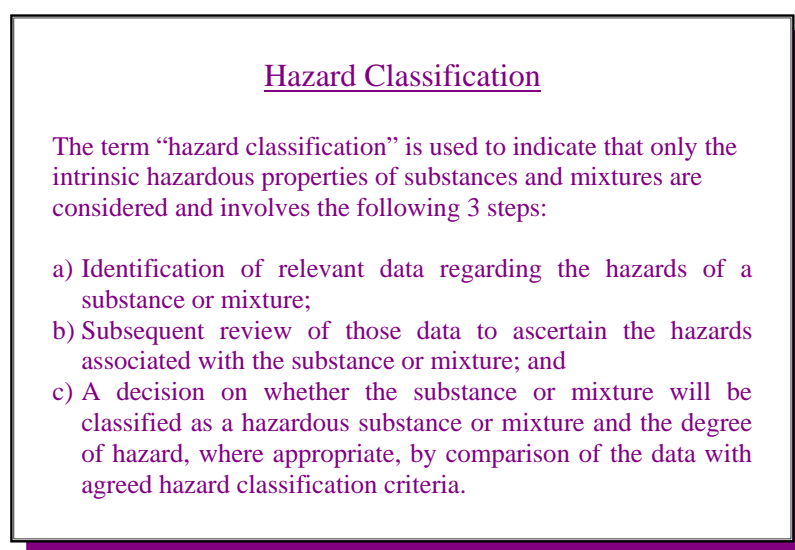 Hazard Classification
The term “hazard classification” is used to indicate that only the
intrinsic hazardous properties of substances and mixtures are
considered and involves the following 3 steps:
a) Identification of relevant data regarding the hazards of a
substance or mixture;
b) Subsequent review of those data to ascertain the hazards
associated with the substance or mixture; and
c) A decision on whether the substance or mixture will be
classified as a hazardous substance or mixture and the degree
of hazard, where appropriate, by comparison of the data with
agreed hazard classification criteria.